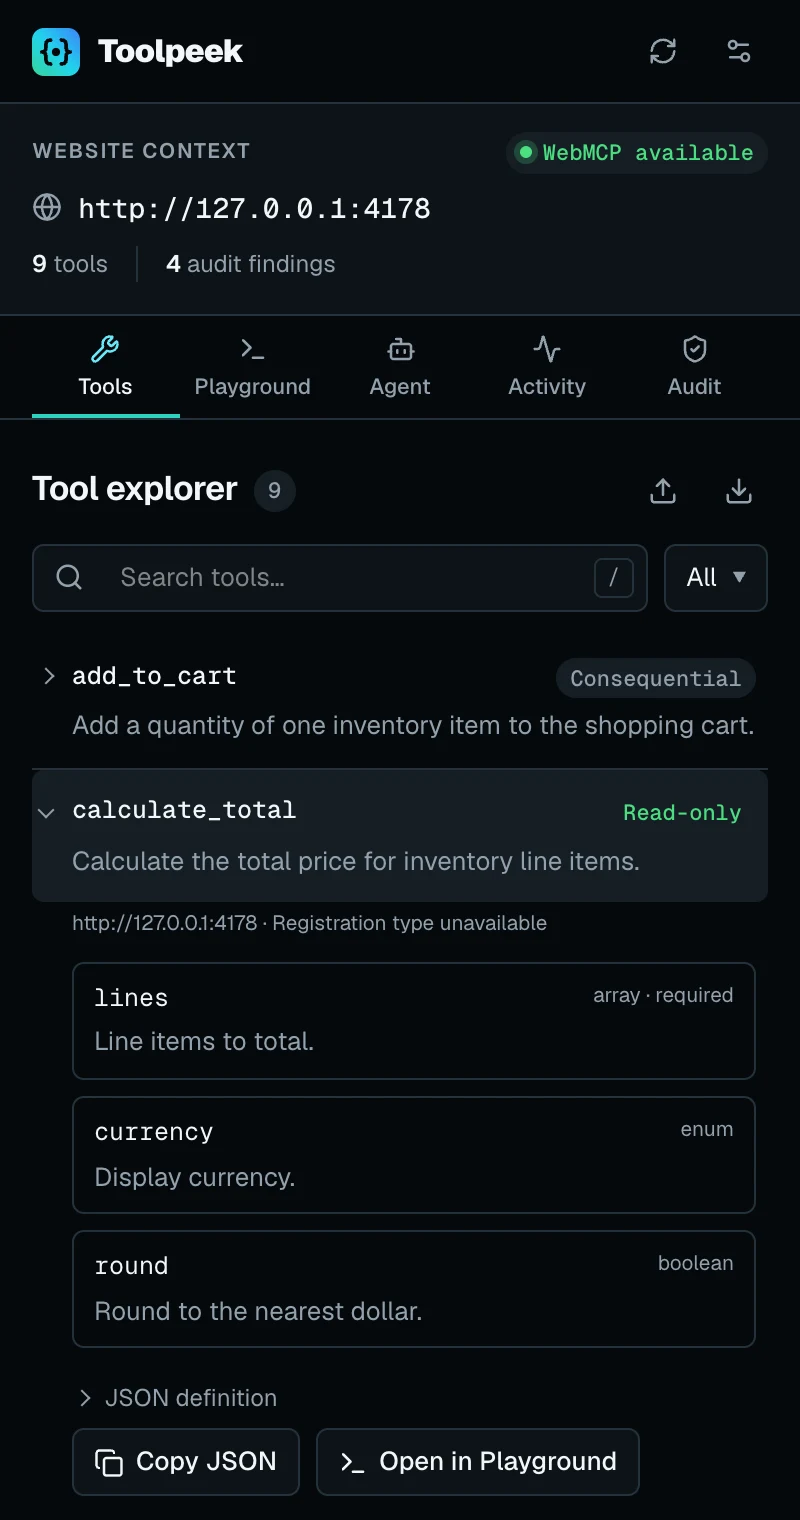 Toolpeek
WEBSITE CONTEXT
WebMCP available
http://127.0.0.1:4178
9 tools
4 audit findings
Tools
Playground
Agent
Activity
Audit
Tool explorer 9
Search tools...
/
All
add_to_cart
Consequential
Add a quantity of one inventory item to the shopping cart.
calculate_total
Read-only
Calculate the total price for inventory line items.
http://127.0.0.1:4178 · Registration type unavailable
lines
array · required
Line items to total.
currency
enum
Display currency.
round
boolean
Round to the nearest dollar.
JSON definition
Copy JSON
Open in Playground